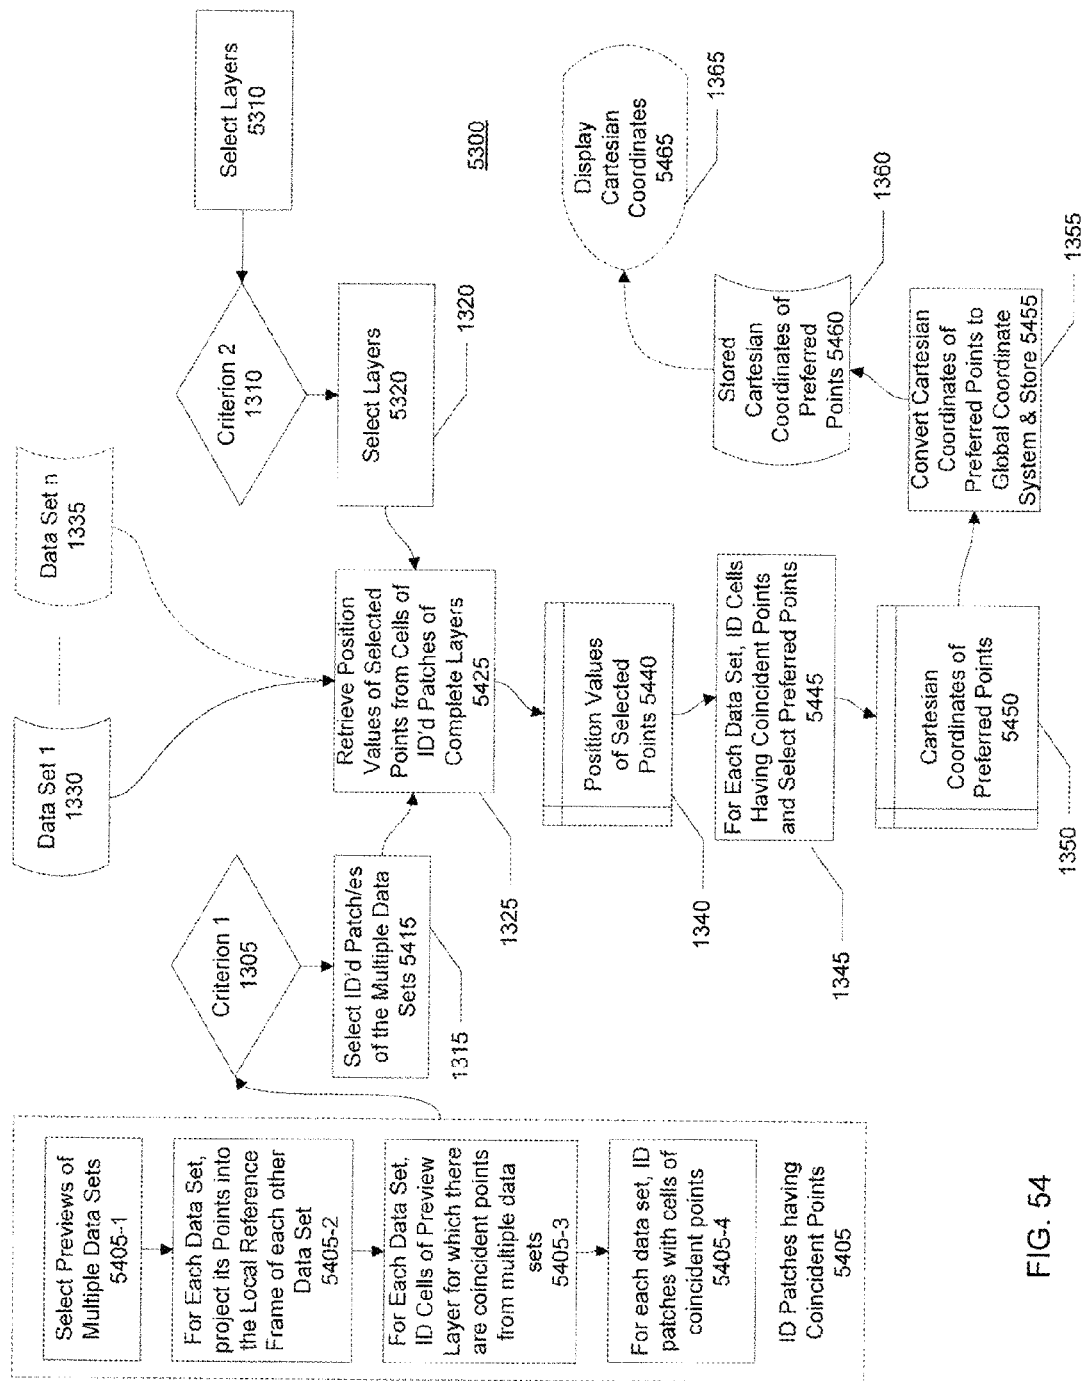 Select Previews of
Multiple Data Sets
5405-1
For Each Data Set,
project its Points into
the Local Reference
Frame of each other
Data Set
5405-2
For Each Data Set,
ID Cells of Preview
Layer for which there
are coincident points
from multiple data
sets
5405-3
For each data set, ID
patches with cells of
coincident points
5405-4
ID Patches having
Coincident Points
5405
Criterion 1
1305
Select ID'd Patch/es
of the Multiple Data
Sets 5415
1315
Data Set 1
1330
Data Set n
1335
Select Layers
5310
Criterion 2
1310
Select Layers
5320
1320
Retrieve Position
Values of Selected
Points from Cells of
ID'd Patches of
Complete Layers
5425
1325
Position Values
of Selected
Points 5440
1340
For Each Data Set, ID Cells
Having Coincident Points
and Select Preferred Points
5445
1345
Cartesian
Coordinates of
Preferred Points
5450
1350
Convert Cartesian
Coordinates of
Preferred Points to
Global Coordinate
System & Store 5455
1355
Stored
Cartesian
Coordinates of
Preferred
Points 5460
1360
Display
Cartesian
Coordinates
5465
1365
5300
FIG. 54